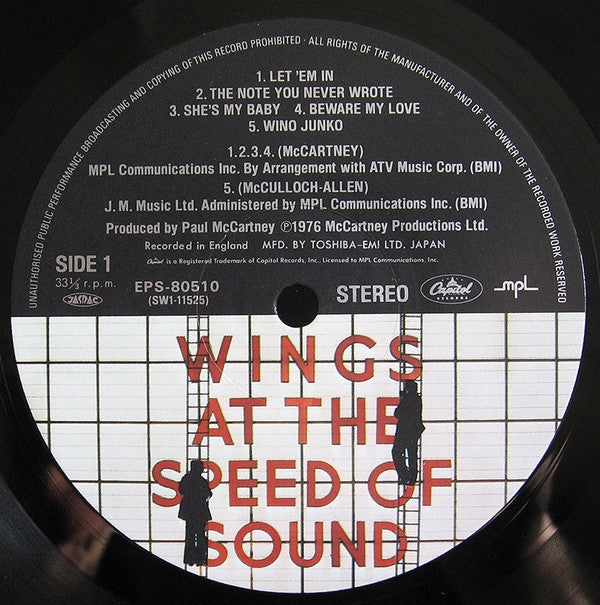 UNAUTHORISED PUBLIC PERFORMANCE BROADCASTING AND COPYING OF THIS RECORD PROHIBITED · ALL RIGHTS OF THE MANUFACTURER AND OF THE OWNER OF THE RECORDED WORK RESERVED
1. LET 'EM IN
2. THE NOTE YOU NEVER WROTE
3. SHE'S MY BABY 4. BEWARE MY LOVE
5. WINO JUNKO
1.2.3.4. (McCARTNEY)
MPL Communications Inc. By Arrangement with ATV Music Corp. (BMI)
5. (McCULLOCH-ALLEN)
J. M. Music Ltd. Administered by MPL Communications Inc. (BMI)
Produced by Paul McCartney ℗1976 McCartney Productions Ltd.
Recorded in England MFD. BY TOSHIBA-EMI LTD. JAPAN
Capitol is a Registered Trademark of Capitol Records, Inc., Licensed to MPL Communications, Inc.
SIDE 1
33⅓ r.p.m.
JASRAC
EPS-80510
(SW1-11525)
STEREO
Capitol
RECORDS
MPL
WINGS
AT THE
SPEED OF
SOUND